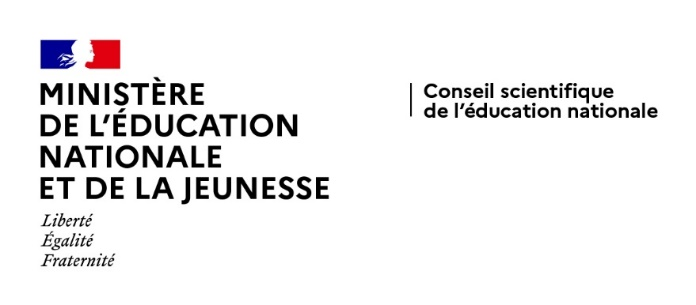 MINISTÈRE
DE L'ÉDUCATION
NATIONALE
ET DE LA JEUNESSE
Liberté
Égalité
Fraternité
Conseil scientifique
de l'éducation nationale